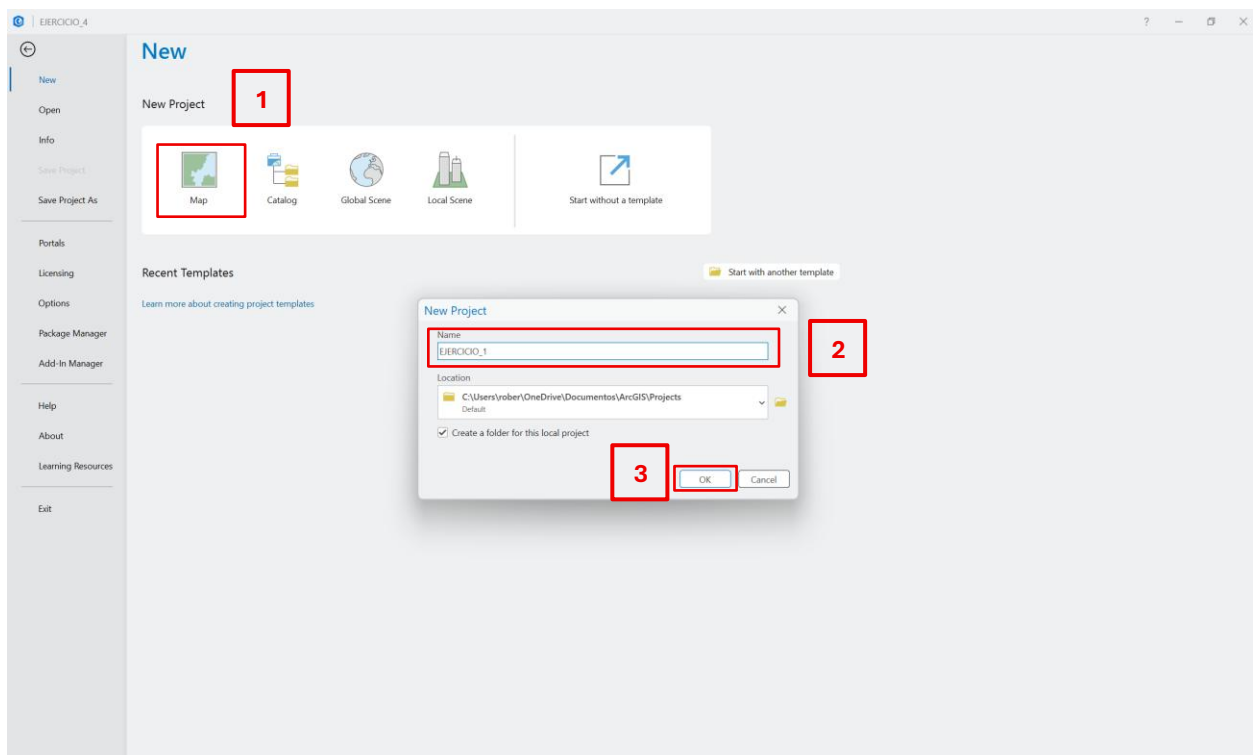 EJERCICIO_4
?
New
New
Open
Info
Save Project
Save Project As
Portals
Licensing
Options
Package Manager
Add-In Manager
Help
About
Learning Resources
Exit
New Project
1
Map
Catalog
Global Scene
Local Scene
Start without a template
Recent Templates
Start with another template
Learn more about creating project templates
New Project
Name
EJERCICIO_1
2
Location
C:\Users\rober\OneDrive\Documentos\ArcGIS\Projects
Default
Create a folder for this local project
3
OK
Cancel